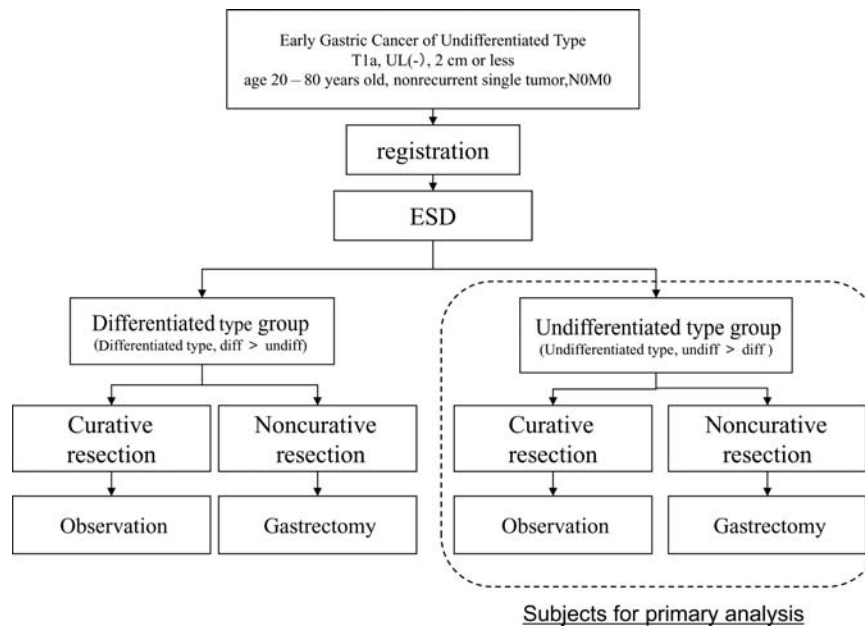 Early Gastric Cancer of Undifferentiated Type
T1a, UL(-), 2 cm or less
age 20 – 80 years old, nonrecurrent single tumor,N0M0
registration
ESD
Differentiated type group
(Differentiated type, diff > undiff)
Undifferentiated type group
(Undifferentiated type, undiff > diff )
Curative
resection
Noncurative
resection
Curative
resection
Noncurative
resection
Observation
Gastrectomy
Observation
Gastrectomy
Subjects for primary analysis